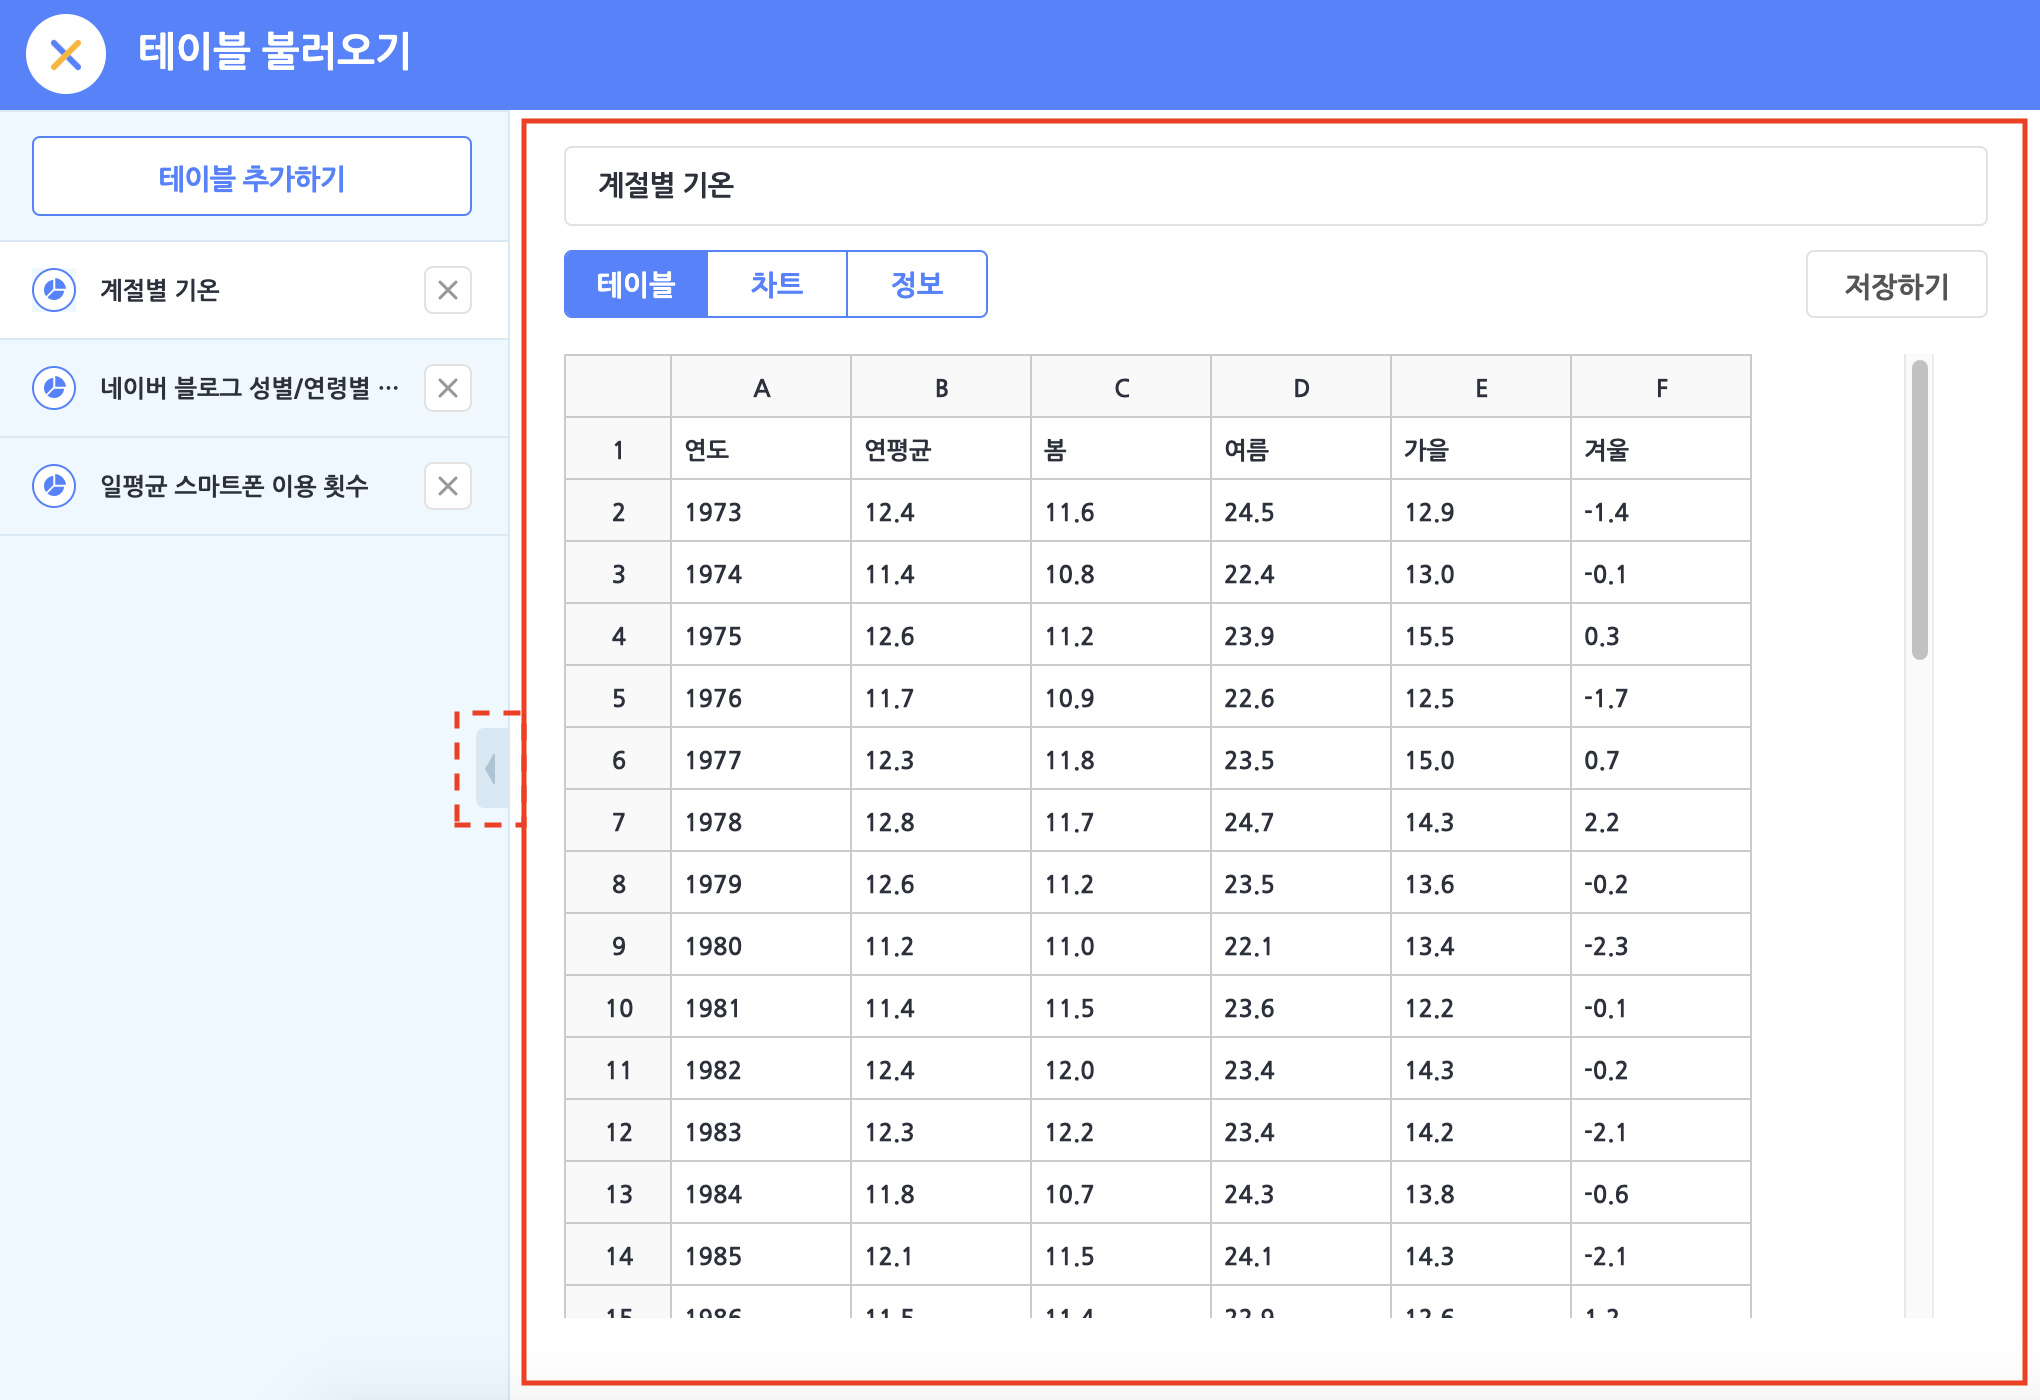 테이블 불러오기
테이블 추가하기
계절별 기온
네이버 블로그 성별/연령별 ···
일평균 스마트폰 이용 횟수
계절별 기온
테이블 차트 정보 저장하기
A B C D E F
1 연도 연평균 봄 여름 가을 겨울
2 1973 12.4 11.6 24.5 12.9 -1.4
3 1974 11.4 10.8 22.4 13.0 -0.1
4 1975 12.6 11.2 23.9 15.5 0.3
5 1976 11.7 10.9 22.6 12.5 -1.7
6 1977 12.3 11.8 23.5 15.0 0.7
7 1978 12.8 11.7 24.7 14.3 2.2
8 1979 12.6 11.2 23.5 13.6 -0.2
9 1980 11.2 11.0 22.1 13.4 -2.3
10 1981 11.4 11.5 23.6 12.2 -0.1
11 1982 12.4 12.0 23.4 14.3 -0.2
12 1983 12.3 12.2 23.4 14.2 -2.1
13 1984 11.8 10.7 24.3 13.8 -0.6
14 1985 12.1 11.5 24.1 14.3 -2.1
15 1986 11.5 11.4 22.9 12.6